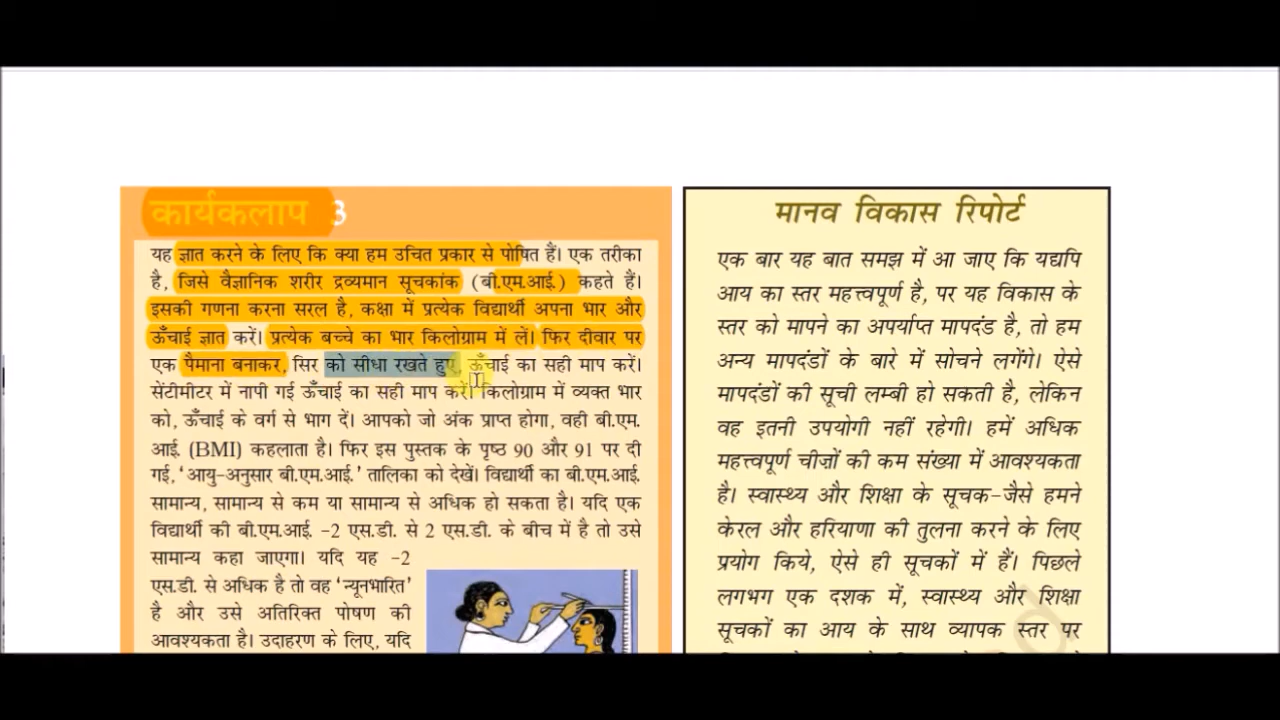 कार्यकलाप 3
यह ज्ञात करने के लिए कि क्या हम उचित प्रकार से पोषित हैं। एक तरीका
है, जिसे वैज्ञानिक शरीर द्रव्यमान सूचकांक (बी.एम.आई.) कहते हैं।
इसकी गणना करना सरल है, कक्षा में प्रत्येक विद्यार्थी अपना भार और
ऊँचाई ज्ञात करें। प्रत्येक बच्चे का भार किलोग्राम में लें। फिर दीवार पर
एक पैमाना बनाकर, सिर को सीधा रखते हुए, ऊँचाई का सही माप करें।
सेंटीमीटर में नापी गई ऊँचाई का सही माप करें। किलोग्राम में व्यक्त भार
को, ऊँचाई के वर्ग से भाग दें। आपको जो अंक प्राप्त होगा, वही बी.एम.
आई. (BMI) कहलाता है। फिर इस पुस्तक के पृष्ठ 90 और 91 पर दी
गई, ‘आयु-अनुसार बी.एम.आई.’ तालिका को देखें। विद्यार्थी का बी.एम.आई.
सामान्य, सामान्य से कम या सामान्य से अधिक हो सकता है। यदि एक
विद्यार्थी की बी.एम.आई. -2 एस.डी. से 2 एस.डी. के बीच में है तो उसे
सामान्य कहा जाएगा। यदि यह -2
एस.डी. से अधिक है तो वह ‘न्यूनभारित’
है और उसे अतिरिक्त पोषण की
आवश्यकता है। उदाहरण के लिए, यदि
मानव विकास रिपोर्ट
एक बार यह बात समझ में आ जाए कि यद्यपि
आय का स्तर महत्त्वपूर्ण है, पर यह विकास के
स्तर को मापने का अपर्याप्त मापदंड है, तो हम
अन्य मापदंडों के बारे में सोचने लगेंगे। ऐसे
मापदंडों की सूची लम्बी हो सकती है, लेकिन
वह इतनी उपयोगी नहीं रहेगी। हमें अधिक
महत्त्वपूर्ण चीज़ों की कम संख्या में आवश्यकता
है। स्वास्थ्य और शिक्षा के सूचक-जैसे हमने
केरल और हरियाणा की तुलना करने के लिए
प्रयोग किये, ऐसे ही सूचकों में हैं। पिछले
लगभग एक दशक में, स्वास्थ्य और शिक्षा
सूचकों का आय के साथ व्यापक स्तर पर